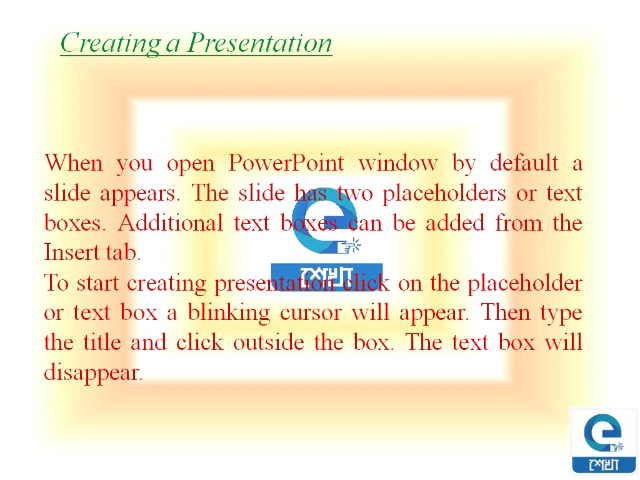 Creating a Presentation
When you open PowerPoint window by default a
slide appears. The slide has two placeholders or text
boxes. Additional text boxes can be added from the
Insert tab.
To start creating presentation click on the placeholder
or text box a blinking cursor will appear. Then type
the title and click outside the box. The text box will
disappear.